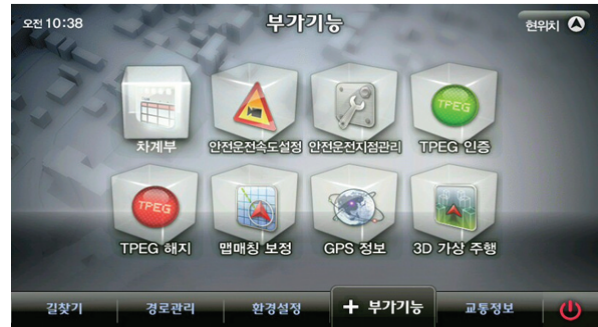 오전 10:38
부가기능
현위치
차계부
안전운전속도설정
안전운전지점관리
TPEG
TPEG 인증
TPEG
TPEG 해지
맵매칭 보정
GPS 정보
3D 가상 주행
길찾기
경로관리
환경설정
+ 부가기능
교통정보